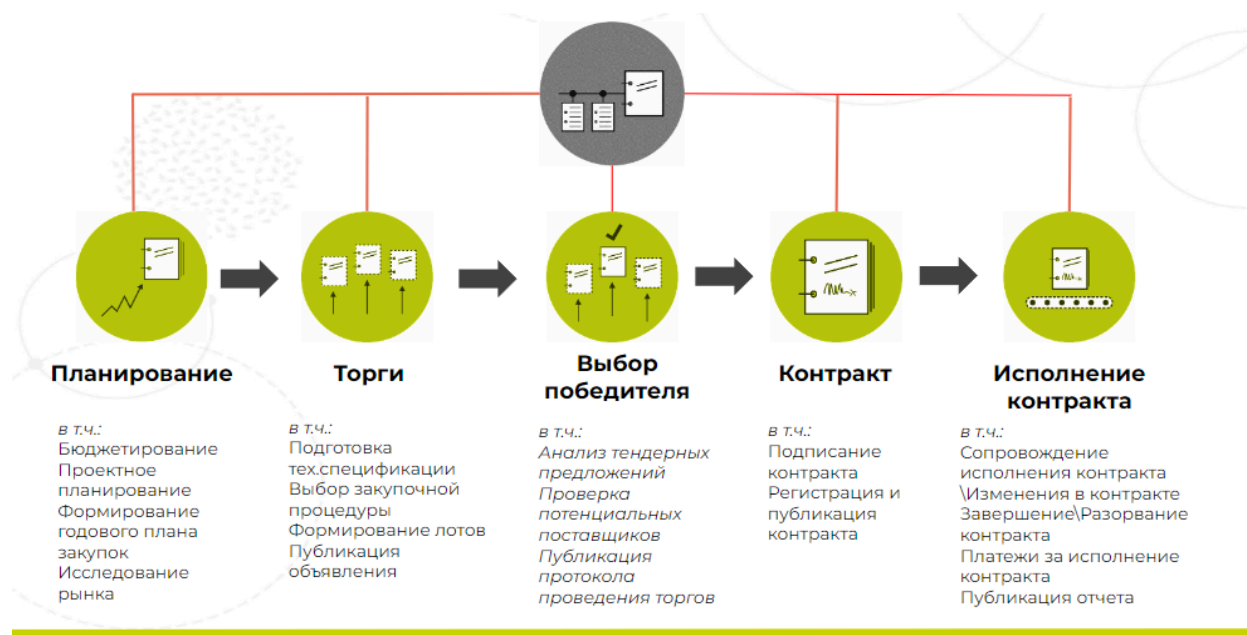 Планирование
в т.ч.:
Бюджетирование
Проектное
планирование
Формирование
годового плана
закупок
Исследование
рынка
Торги
в т.ч.:
Подготовка
тех.спецификации
Выбор закупочной
процедуры
Формирование лотов
Публикация
объявления
Выбор
победителя
в т.ч.:
Анализ тендерных
предложений
Проверка
потенциальных
поставщиков
Публикация
протокола
проведения торгов
Контракт
в т.ч.:
Подписание
контракта
Регистрация и
публикация
контракта
Исполнение
контракта
в т.ч.:
Сопровождение
исполнения контракта
\Изменения в контракте
Завершение\Разорвание
контракта
Платежи за исполнение
контракта
Публикация отчета